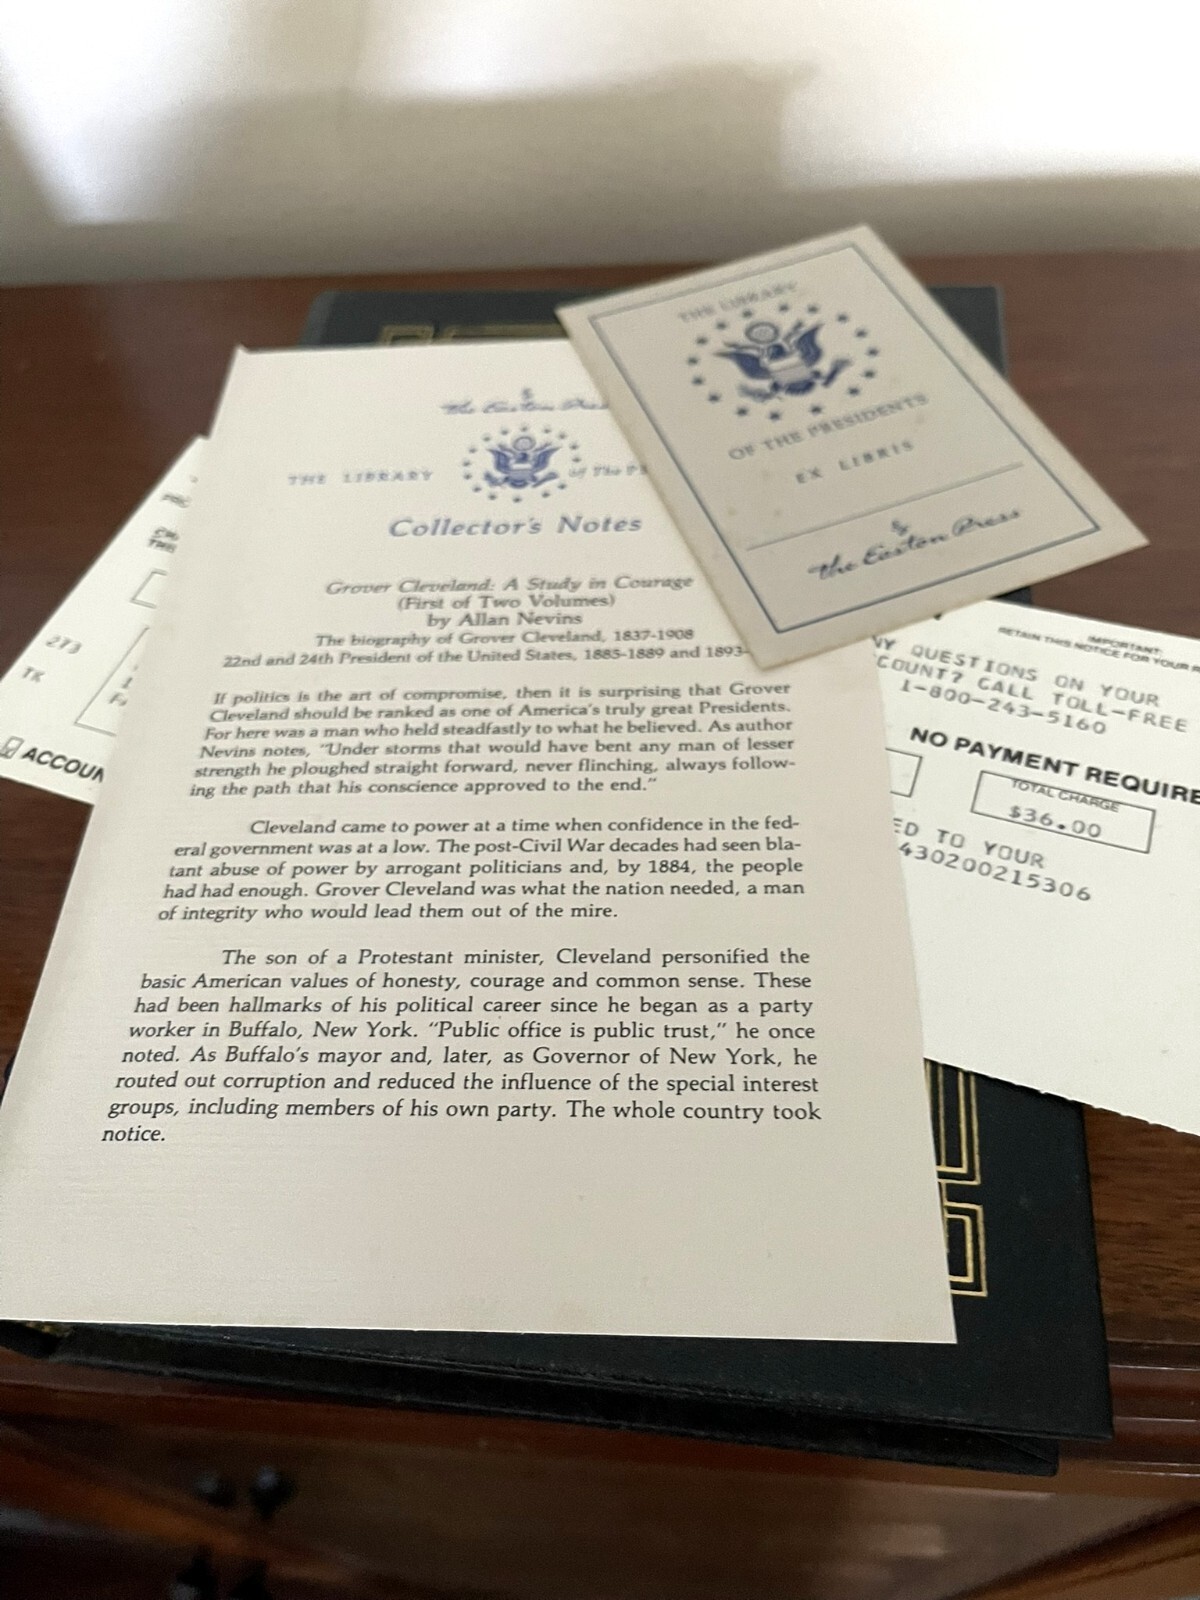 The Easton Press
THE LIBRARY of The
Collector's Notes
Grover Cleveland: A Study in Courage
(First of Two Volumes)
by Allan Nevins
The biography of Grover Cleveland, 1837-1908
22nd and 24th President of the United States, 1885-1889 and 1893-
If politics is the art of compromise, then it is surprising that Grover
Cleveland should be ranked as one of America's truly great Presidents.
For here was a man who held steadfastly to what he believed. As author
Nevins notes, "Under storms that would have bent any man of lesser
strength he ploughed straight forward, never flinching, always follow-
ing the path that his conscience approved to the end."
Cleveland came to power at a time when confidence in the fed-
eral government was at a low. The post-Civil War decades had seen bla-
tant abuse of power by arrogant politicians and, by 1884, the people
had had enough. Grover Cleveland was what the nation needed, a man
of integrity who would lead them out of the mire.
The son of a Protestant minister, Cleveland personified the
basic American values of honesty, courage and common sense. These
had been hallmarks of his political career since he began as a party
worker in Buffalo, New York. "Public office is public trust," he once
noted. As Buffalo's mayor and, later, as Governor of New York, he
routed out corruption and reduced the influence of the special interest
groups, including members of his own party. The whole country took
notice.
THE LIBRARY
OF THE PRESIDENTS
EX LIBRIS
The Easton Press
273
TK
ACCOUN
IMPORTANT:
RETAIN THIS NOTICE FOR YOUR R
NY QUESTIONS ON YOUR
COUNT? CALL TOLL-FREE
1-800-243-5160
NO PAYMENT REQUIRE
TOTAL CHARGE
$36.00
ED TO YOUR
430200215306